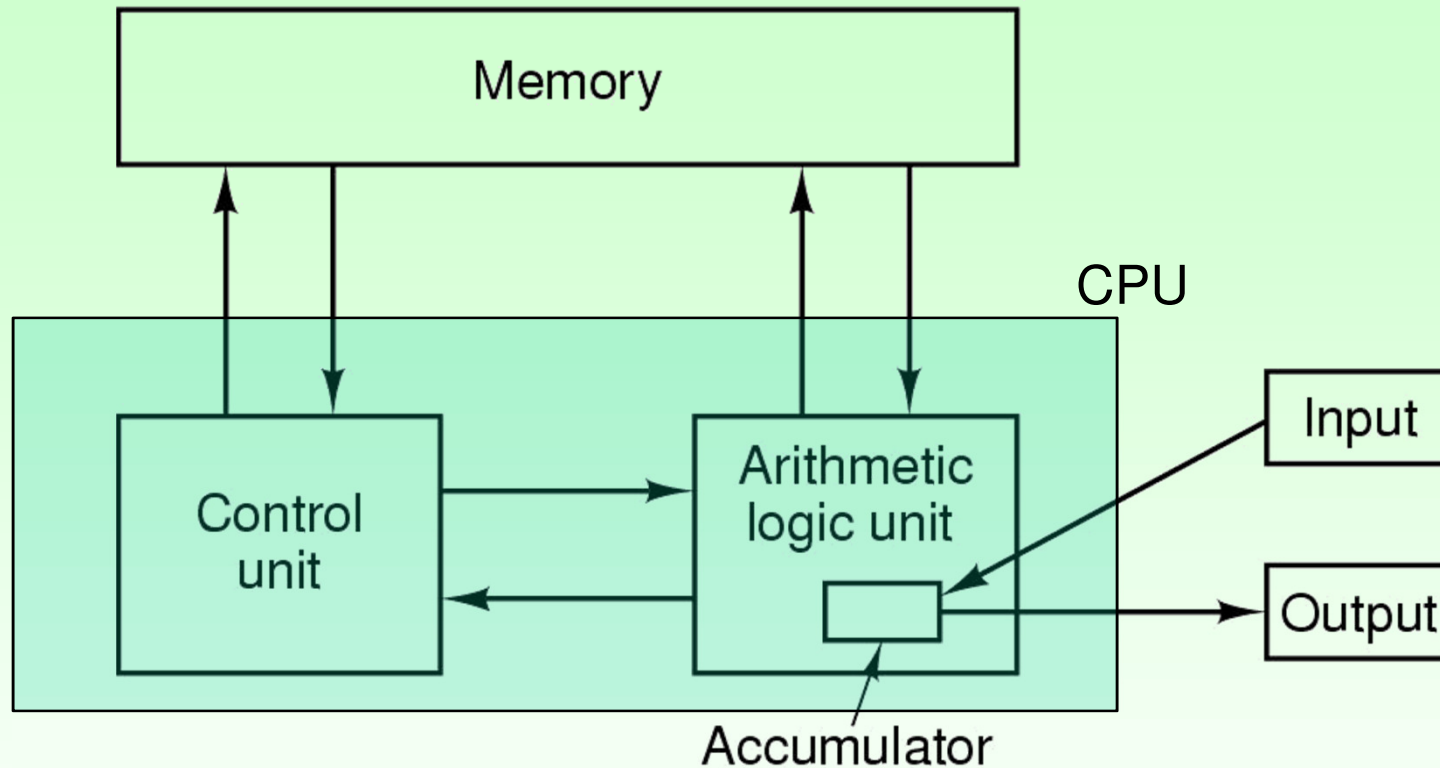 Memory
CPU
Input
Arithmetic
logic unit
Control
unit
Output
Accumulator